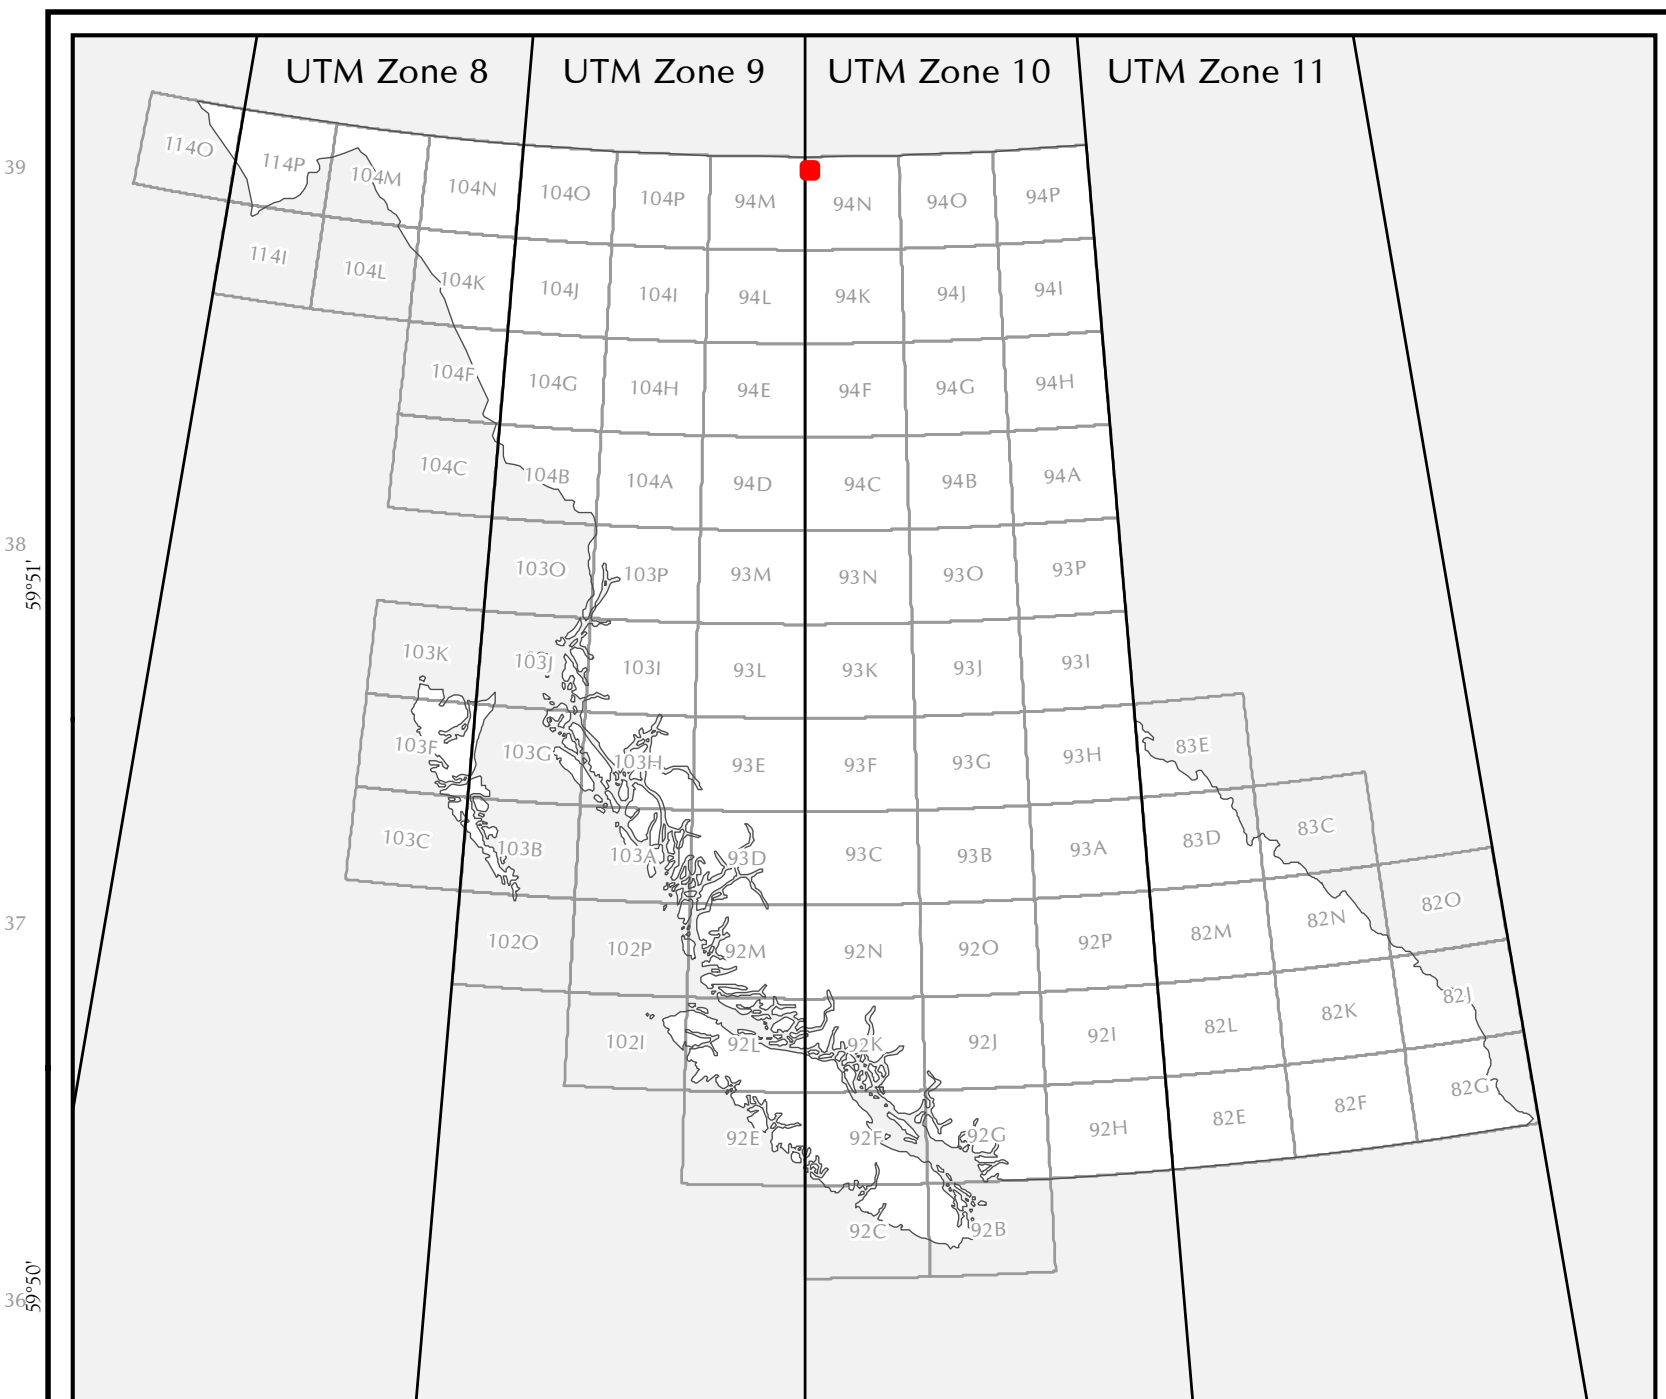 UTM Zone 8 UTM Zone 9 UTM Zone 10 UTM Zone 11
39
114O 114P 104M 104N 104O 104P 94M 94N 94O 94P
114I 104L 104K 104J 104I 94L 94K 94J 94I
104F 104G 104H 94E 94F 94G 94H
104C 104B 104A 94D 94C 94B 94A
38
59°51'
103O 103P 93M 93N 93O 93P
103K 103J 103I 93L 93K 93J 93I
103F 103G 103H 93E 93F 93G 93H 83E
103C 103B 103A 93D 93C 93B 93A 83D 83C
37
102O 102P 92M 92N 92O 92P 82M 82N 82O
102I 92L 92K 92J 92I 82L 82K 82J
92E 92F 92G 92H 82E 82F 82G
92C 92B
36
59°50'